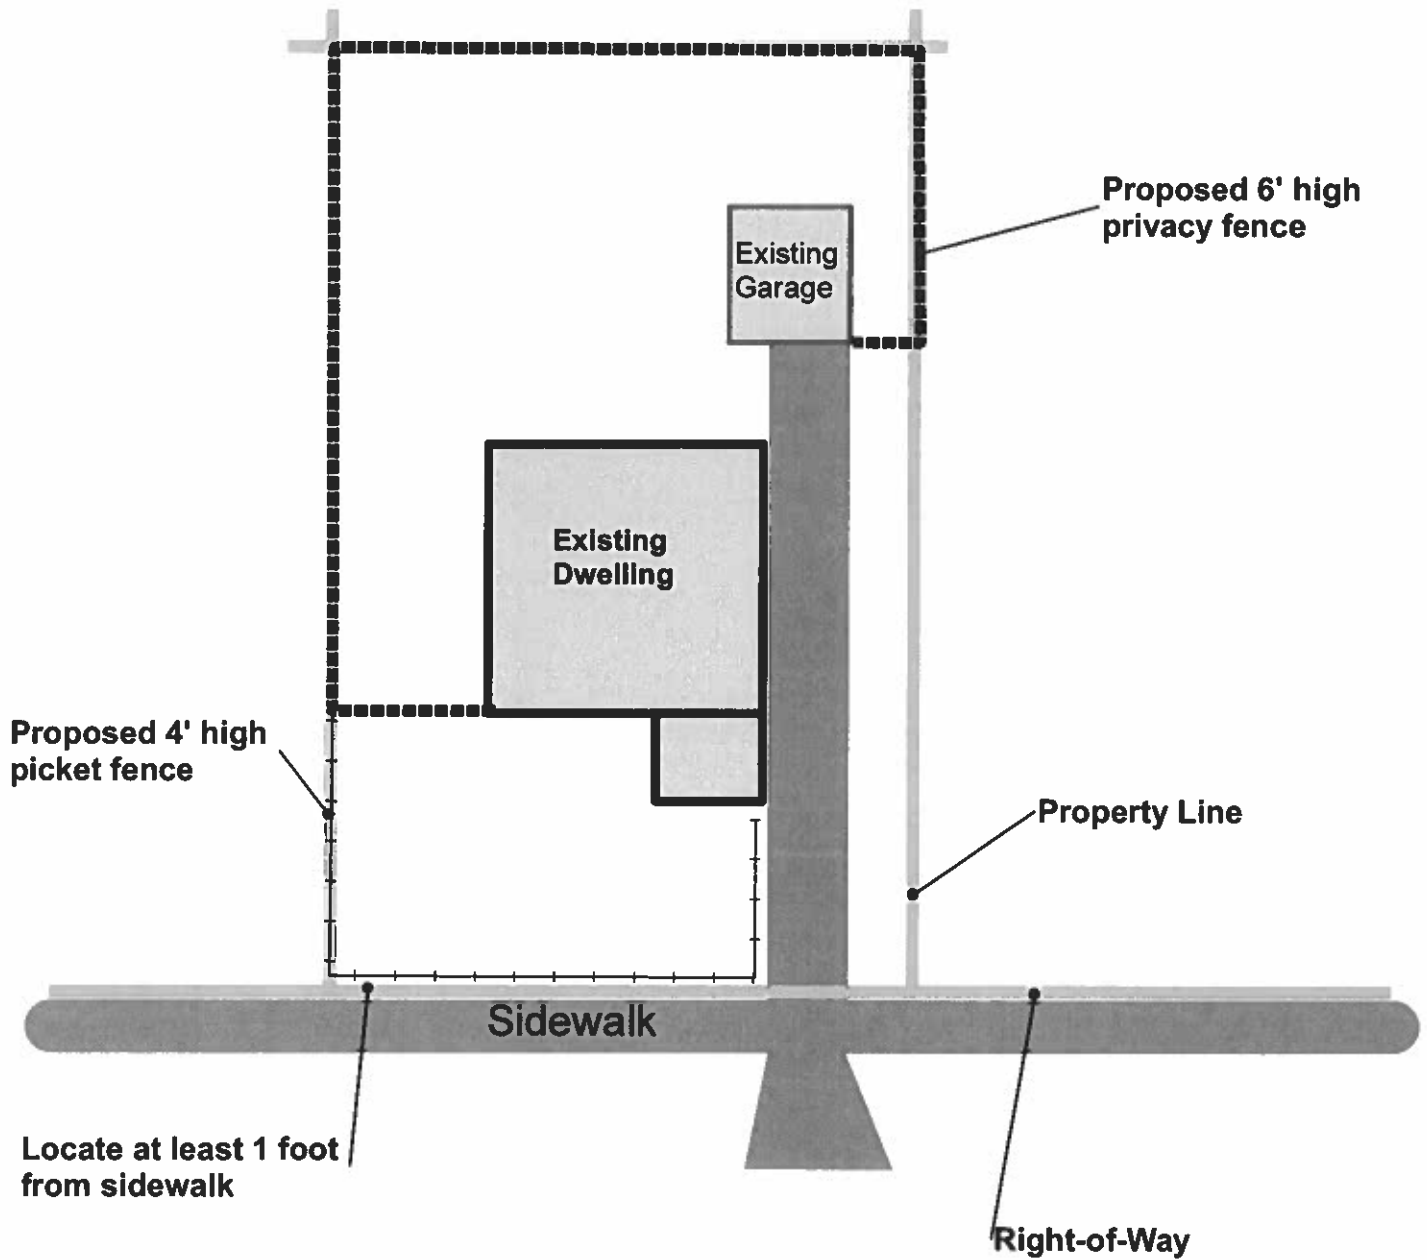 Proposed 6' high
privacy fence
Existing
Garage
Existing
Dwelling
Proposed 4' high
picket fence
Property Line
Sidewalk
Locate at least 1 foot
from sidewalk
Right-of-Way